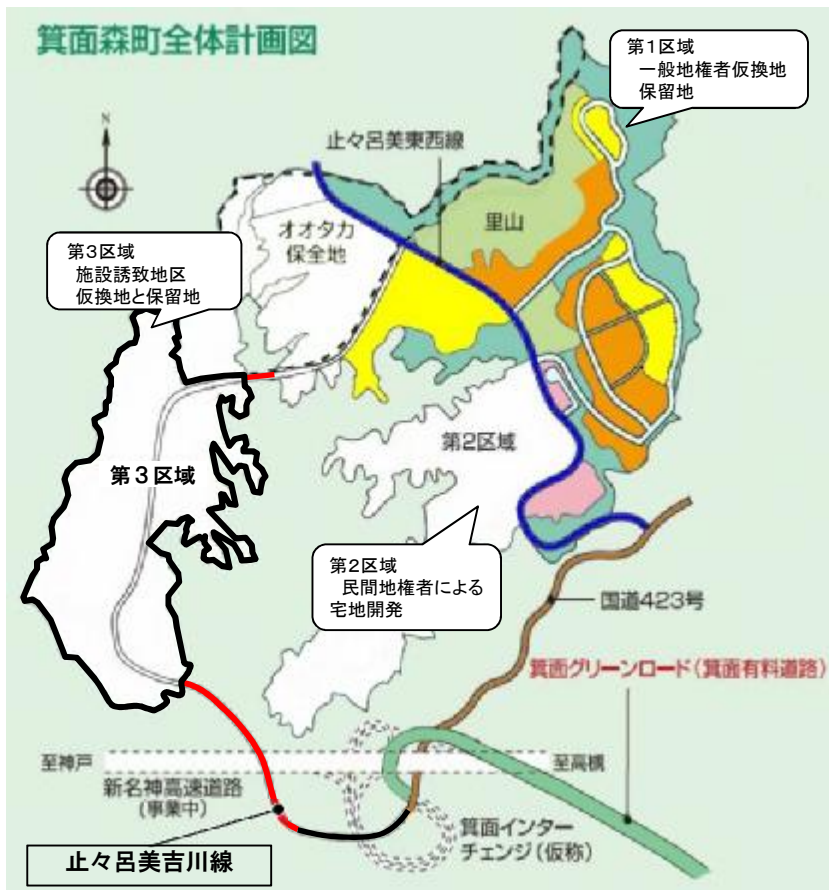 箕面森町全体計画図
第1区域
一般地権者仮換地
保留地
N
止々呂美東西線
里山
オオタカ
保全地
第3区域
施設誘致地区
仮換地と保留地
第2区域
第3区域
第2区域
民間地権者による
宅地開発
国道423号
箕面グリーンロード(箕面有料道路)
至神戸
至高槻
新名神高速道路
(事業中)
箕面インター
チェンジ(仮称)
止々呂美吉川線